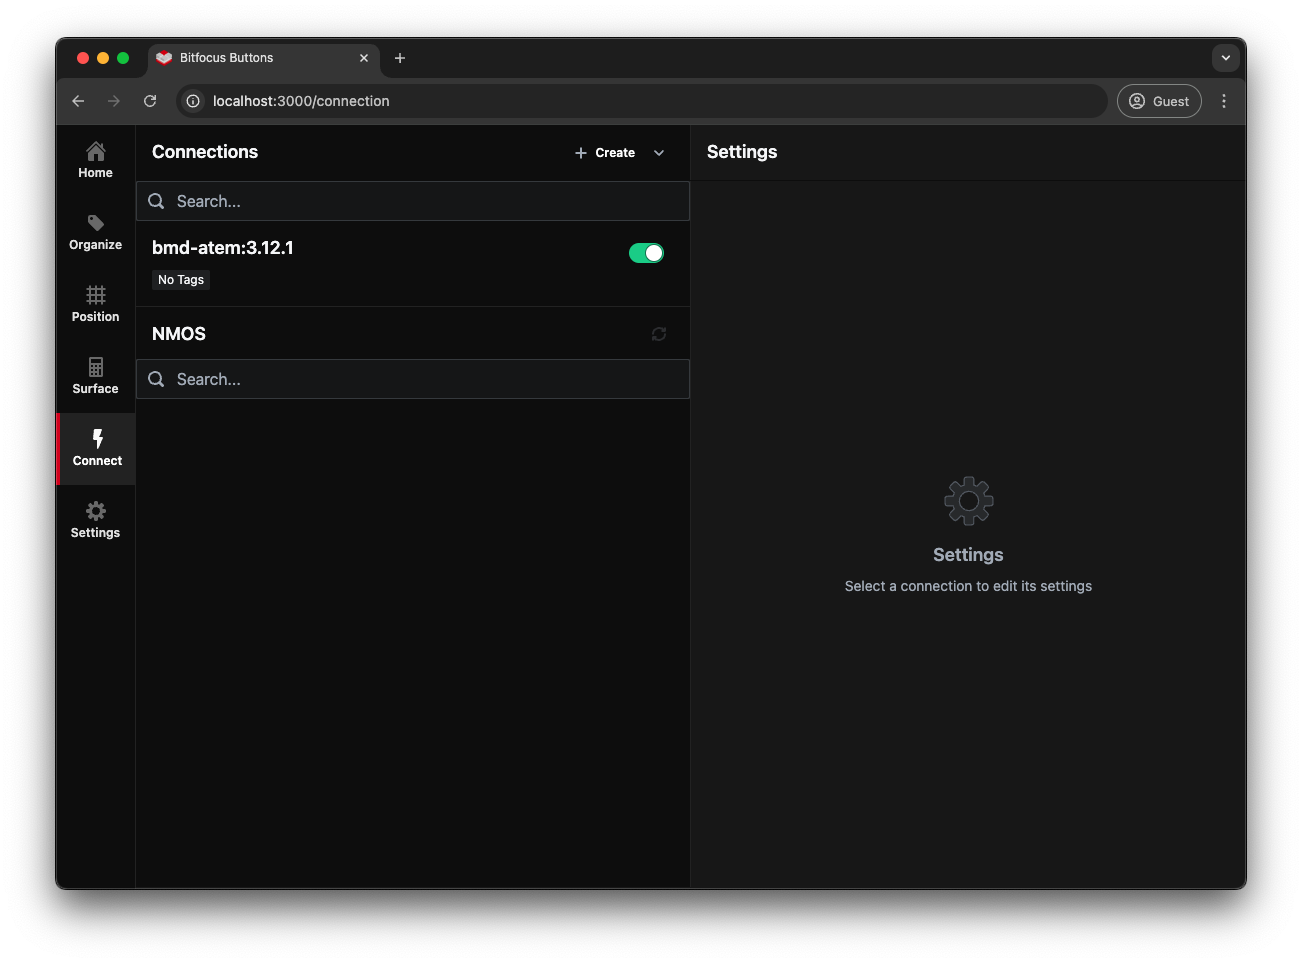 Bitfocus Buttons
localhost:3000/connection
Guest
Home
Organize
Position
Surface
Connect
Settings
Connections
Create
Search...
bmd-atem:3.12.1
No Tags
NMOS
Search...
Settings
Settings
Select a connection to edit its settings